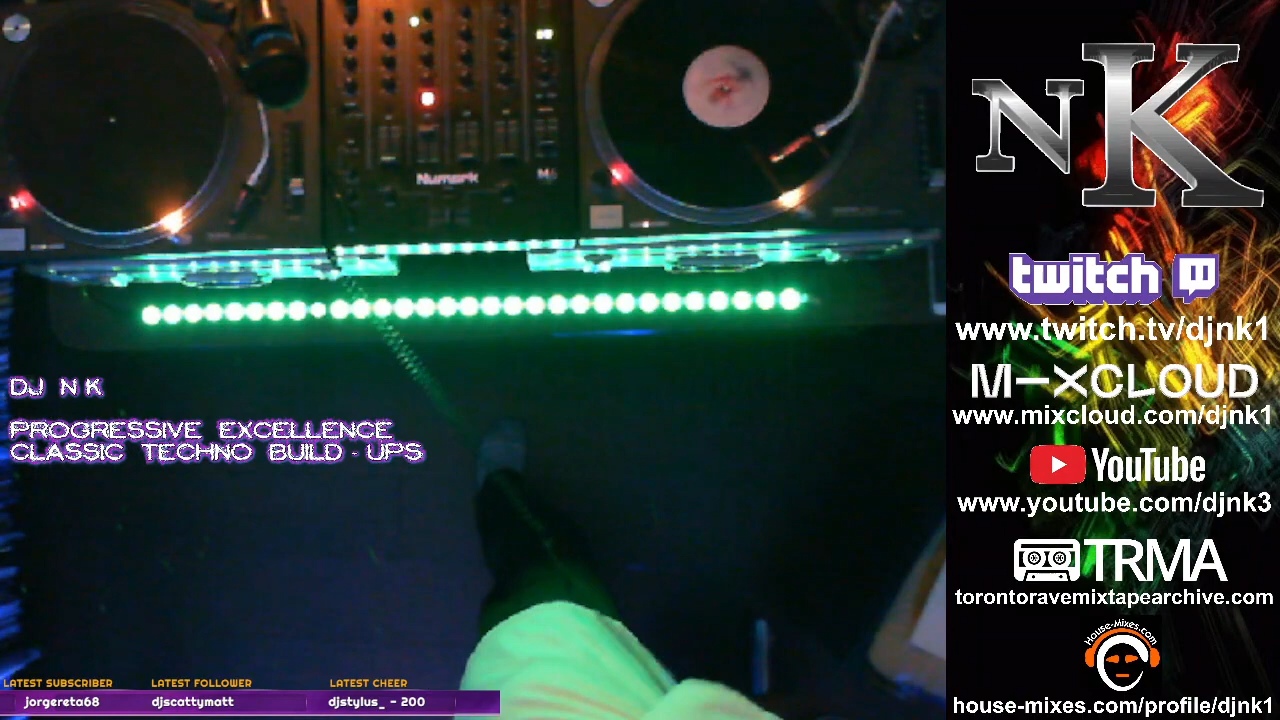 Numark
DJ NK
PROGRESSIVE EXCELLENCE
CLASSIC TECHNO BUILD-UPS
LATEST SUBSCRIBER
jorgereta68
LATEST FOLLOWER
djscattymatt
LATEST CHEER
djstylus_ - 200
NK
twitch
www.twitch.tv/djnk1
MIXCLOUD
www.mixcloud.com/djnk1
YouTube
www.youtube.com/djnk3
TRMA
torontoravemixtapearchive.com
House-Mixes.com
house-mixes.com/profile/djnk1